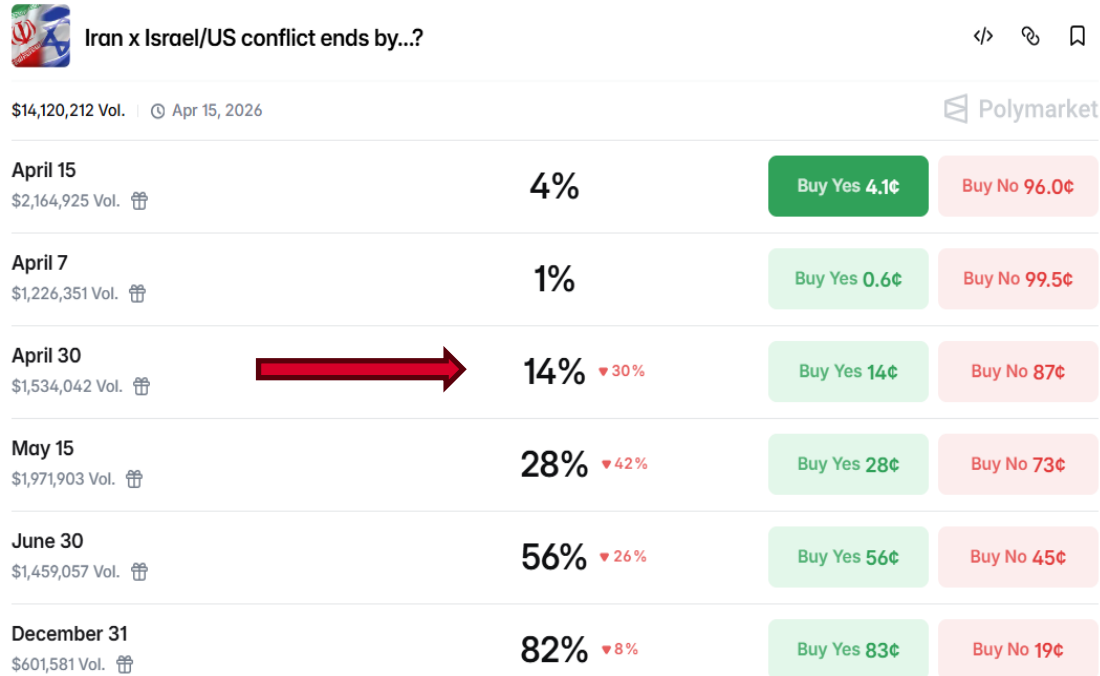 Iran x Israel/US conflict ends by...?
$14,120,212 Vol. Apr 15, 2026 Polymarket
April 15
$2,164,925 Vol.
4%
Buy Yes 4.1¢ Buy No 96.0¢
April 7
$1,226,351 Vol.
1%
Buy Yes 0.6¢ Buy No 99.5¢
April 30
$1,534,042 Vol.
14% ▼30%
Buy Yes 14¢ Buy No 87¢
May 15
$1,971,903 Vol.
28% ▼42%
Buy Yes 28¢ Buy No 73¢
June 30
$1,459,057 Vol.
56% ▼26%
Buy Yes 56¢ Buy No 45¢
December 31
$601,581 Vol.
82% ▼8%
Buy Yes 83¢ Buy No 19¢